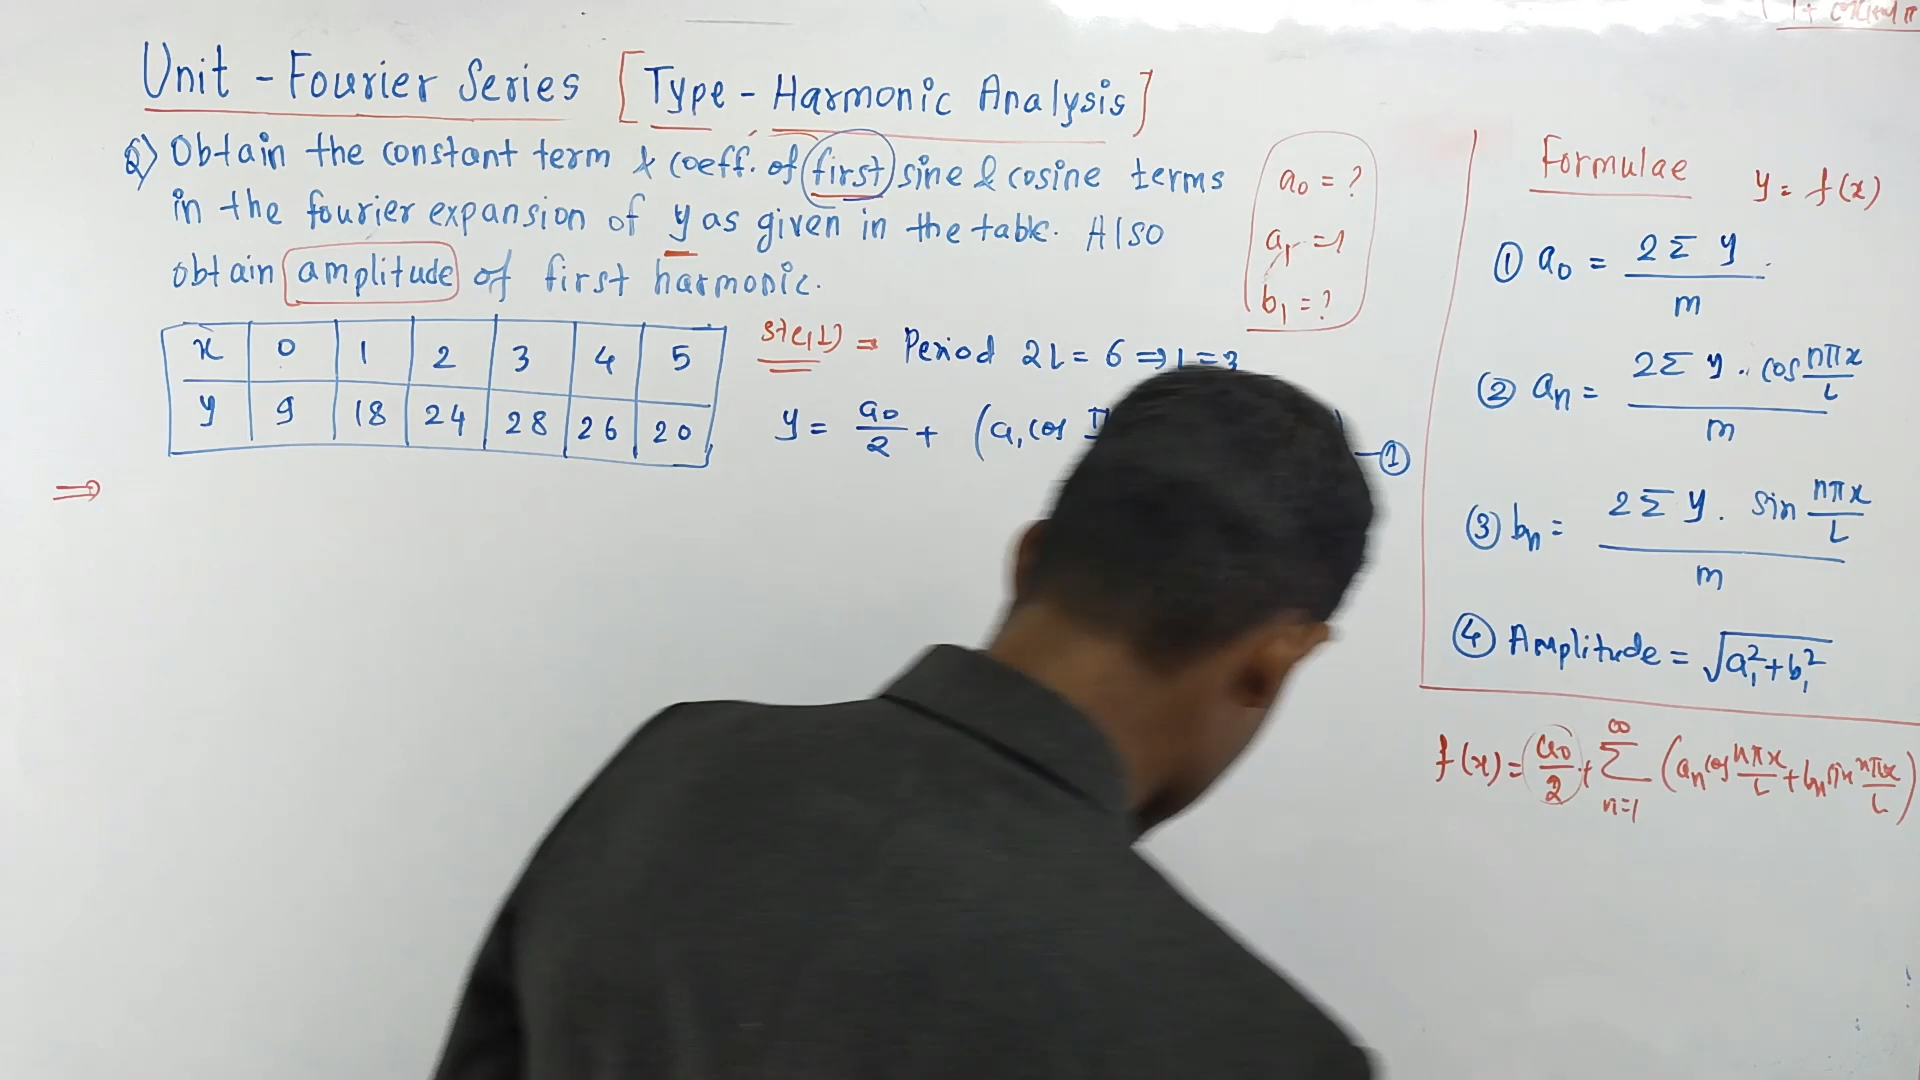 Unit - Fourier Series [Type - Harmonic Analysis]
Q) Obtain the constant term & coeff. of first sine & cosine terms
in the fourier expansion of y as given in the table. Also
obtain amplitude of first harmonic.
a0 = ?
a1 =
b1 = ?
x 0 1 2 3 4 5
y 9 18 24 28 26 20
⇒
Period 2L = 6 ⇒ L = 3
y = a0/2 + (a1 cos
) — ①
Formulae
y = f(x)
① a0 = 2Σ y / m
② an = 2Σ y . cos nπx/L / m
③ bn = 2Σ y . sin nπx/L / m
④ Amplitude = √(a1² + b1²)
f(x) = a0/2 + Σ n=1 ∞ (an cos nπx/L + bn sin nπx/L)